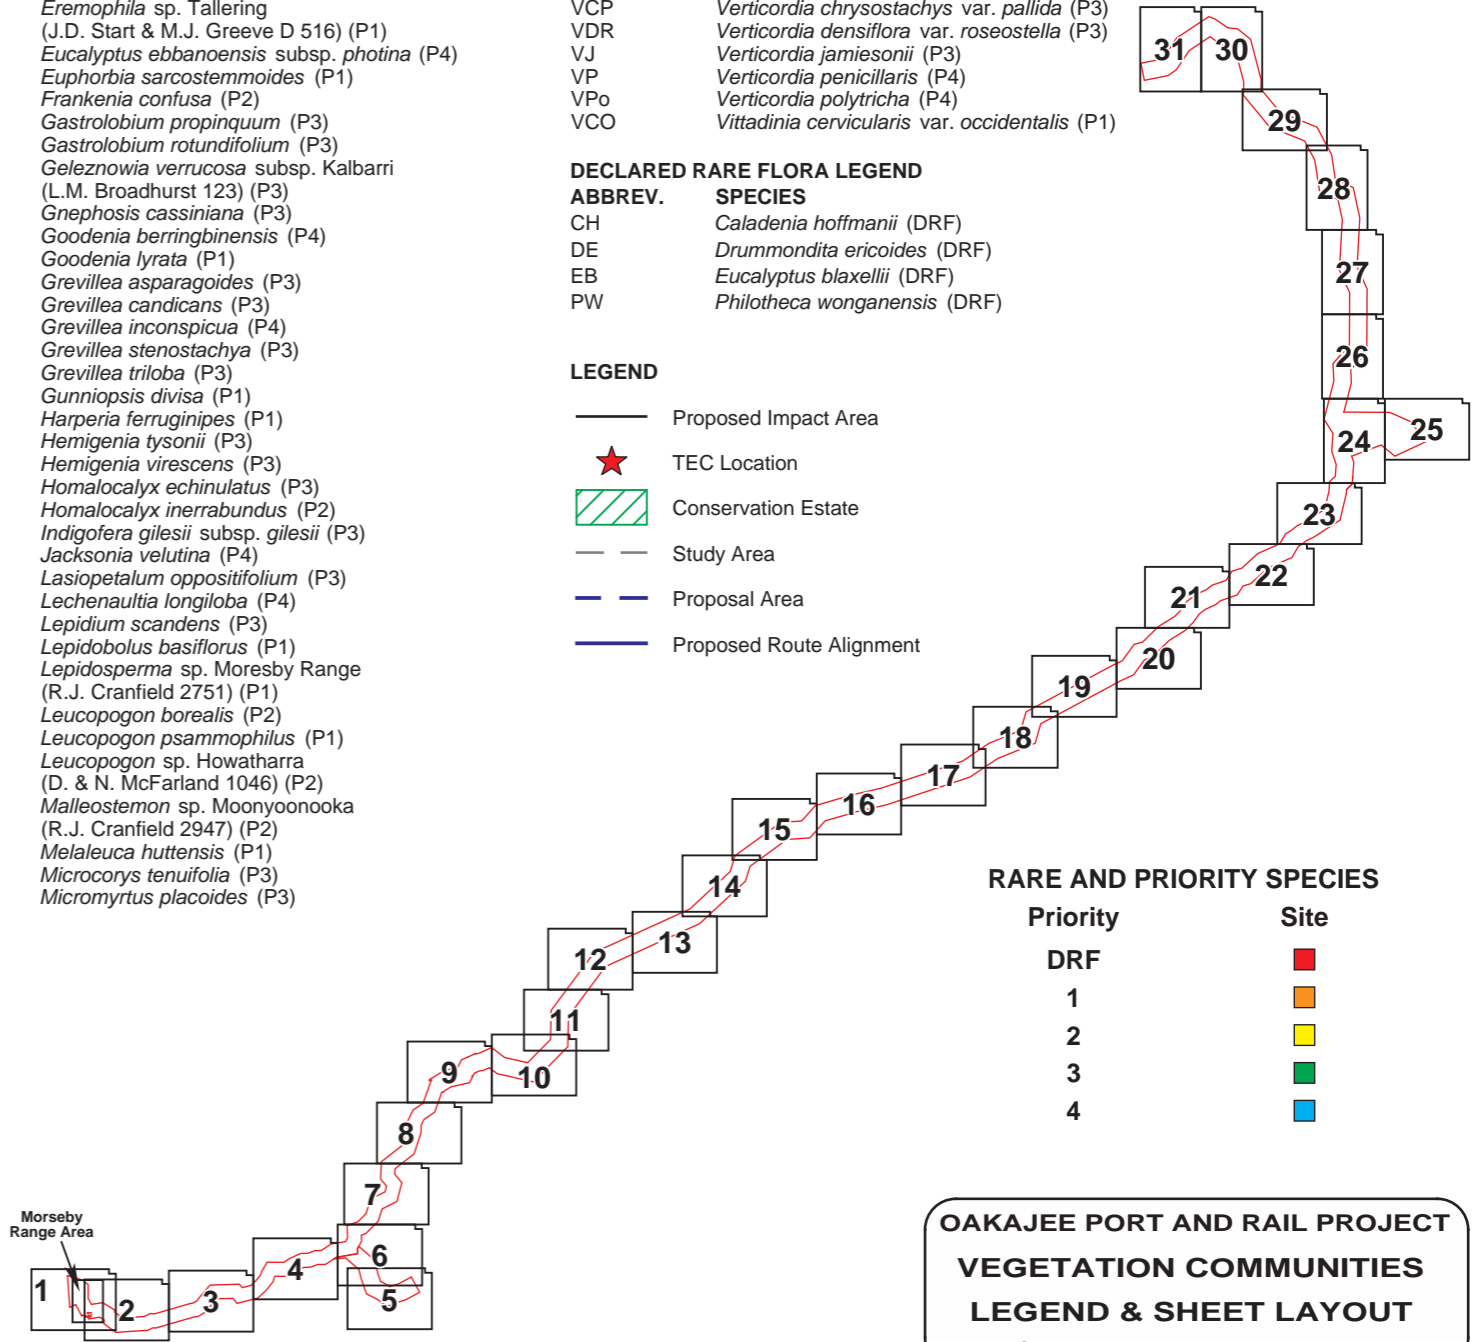 Eremophila sp. Tallering
(J.D. Start & M.J. Greeve D 516) (P1)
Eucalyptus ebbanoensis subsp. photina (P4)
Euphorbia sarcostemmoides (P1)
Frankenia confusa (P2)
Gastrolobium propinquum (P3)
Gastrolobium rotundifolium (P3)
Geleznowia verrucosa subsp. Kalbarri
(L.M. Broadhurst 123) (P3)
Gnephosis cassiniana (P3)
Goodenia berringbinensis (P4)
Goodenia lyrata (P1)
Grevillea asparagoides (P3)
Grevillea candicans (P3)
Grevillea inconspicua (P4)
Grevillea stenostachya (P3)
Grevillea triloba (P3)
Gunniopsis divisa (P1)
Harperia ferruginipes (P1)
Hemigenia tysonii (P3)
Hemigenia virescens (P3)
Homalocalyx echinulatus (P3)
Homalocalyx inerrabundus (P2)
Indigofera gilesii subsp. gilesii (P3)
Jacksonia velutina (P4)
Lasiopetalum oppositifolium (P3)
Lechenaultia longiloba (P4)
Lepidium scandens (P3)
Lepidobolus basiflorus (P1)
Lepidosperma sp. Moresby Range
(R.J. Cranfield 2751) (P1)
Leucopogon borealis (P2)
Leucopogon psammophilus (P1)
Leucopogon sp. Howatharra
(D. & N. McFarland 1046) (P2)
Malleostemon sp. Moonyoonooka
(R.J. Cranfield 2947) (P2)
Melaleuca huttensis (P1)
Microcorys tenuifolia (P3)
Micromyrtus placoides (P3)
VCP Verticordia chrysostachys var. pallida (P3)
VDR Verticordia densiflora var. roseostella (P3)
VJ Verticordia jamiesonii (P3)
VP Verticordia penicillaris (P4)
VPo Verticordia polytricha (P4)
VCO Vittadinia cervicularis var. occidentalis (P1)
DECLARED RARE FLORA LEGEND
ABBREV. SPECIES
CH Caladenia hoffmanii (DRF)
DE Drummondita ericoides (DRF)
EB Eucalyptus blaxellii (DRF)
PW Philotheca wonganensis (DRF)
LEGEND
Proposed Impact Area
TEC Location
Conservation Estate
Study Area
Proposal Area
Proposed Route Alignment
31
30
29
28
27
26
25
24
23
22
21
20
19
18
17
16
15
14
13
12
11
10
9
8
7
6
5
4
3
2
1
Morseby
Range Area
RARE AND PRIORITY SPECIES
Priority Site
DRF
1
2
3
4
OAKAJEE PORT AND RAIL PROJECT
VEGETATION COMMUNITIES
LEGEND & SHEET LAYOUT